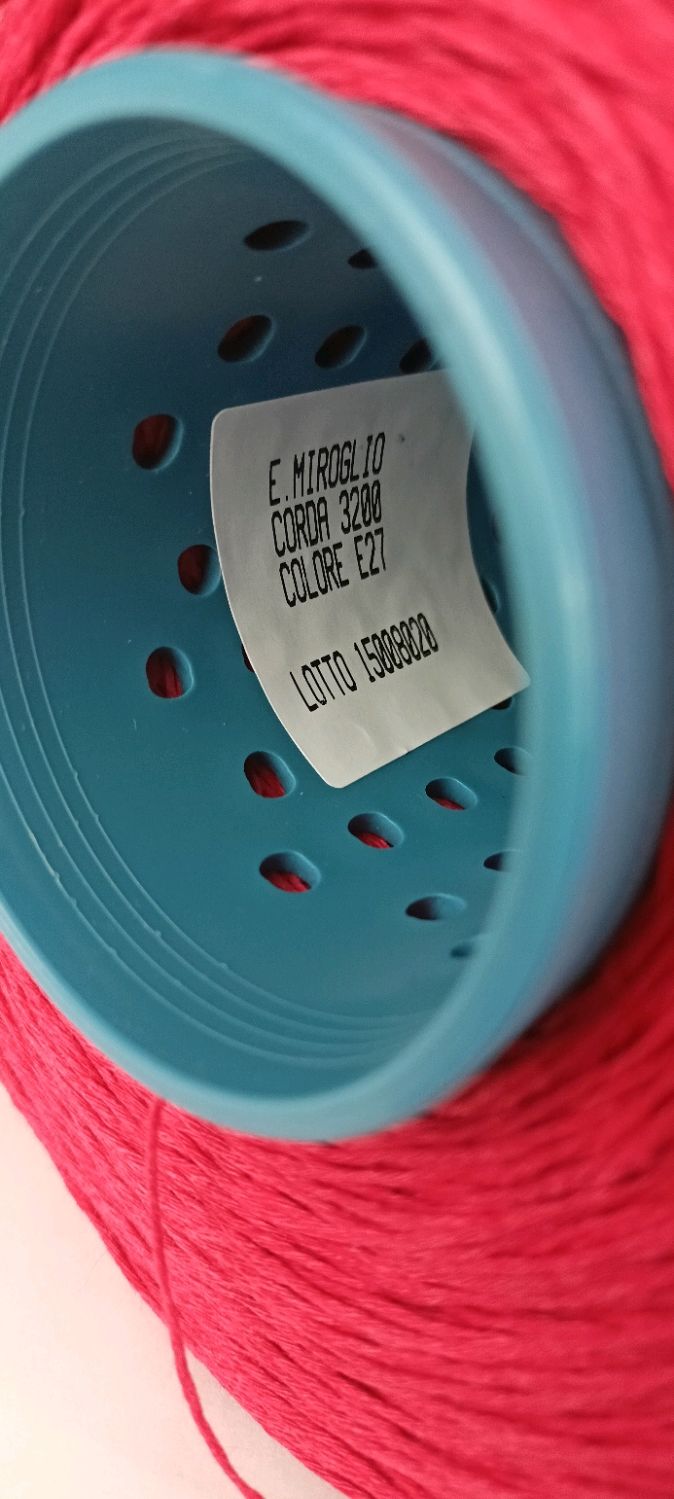 E.MIROGLIO
CORDA 3200
COLORE E27
LOTTO 15008020